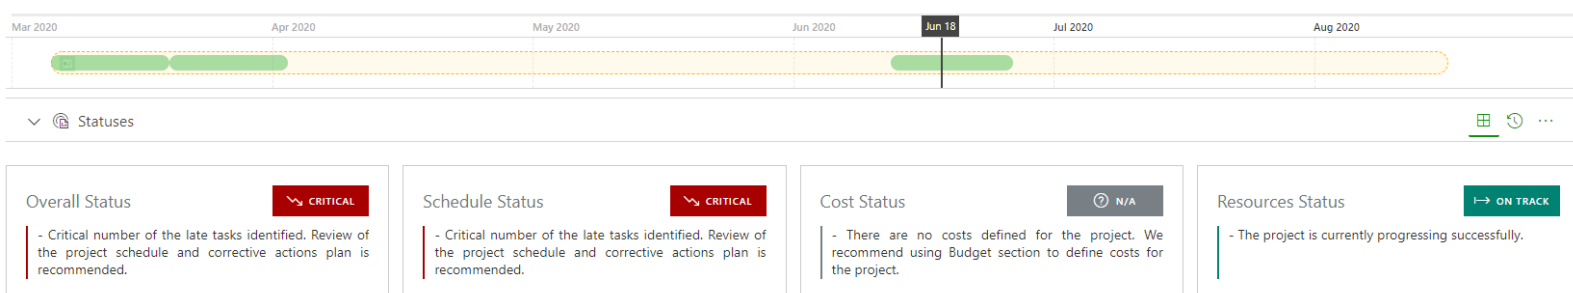 Mar 2020 Apr 2020 May 2020 Jun 2020 Jun 18 Jul 2020 Aug 2020
Statuses
Overall Status CRITICAL
- Critical number of the late tasks identified. Review of
the project schedule and corrective actions plan is
recommended.
Schedule Status CRITICAL
- Critical number of the late tasks identified. Review of
the project schedule and corrective actions plan is
recommended.
Cost Status N/A
- There are no costs defined for the project. We
recommend using Budget section to define costs for
the project.
Resources Status ON TRACK
- The project is currently progressing successfully.